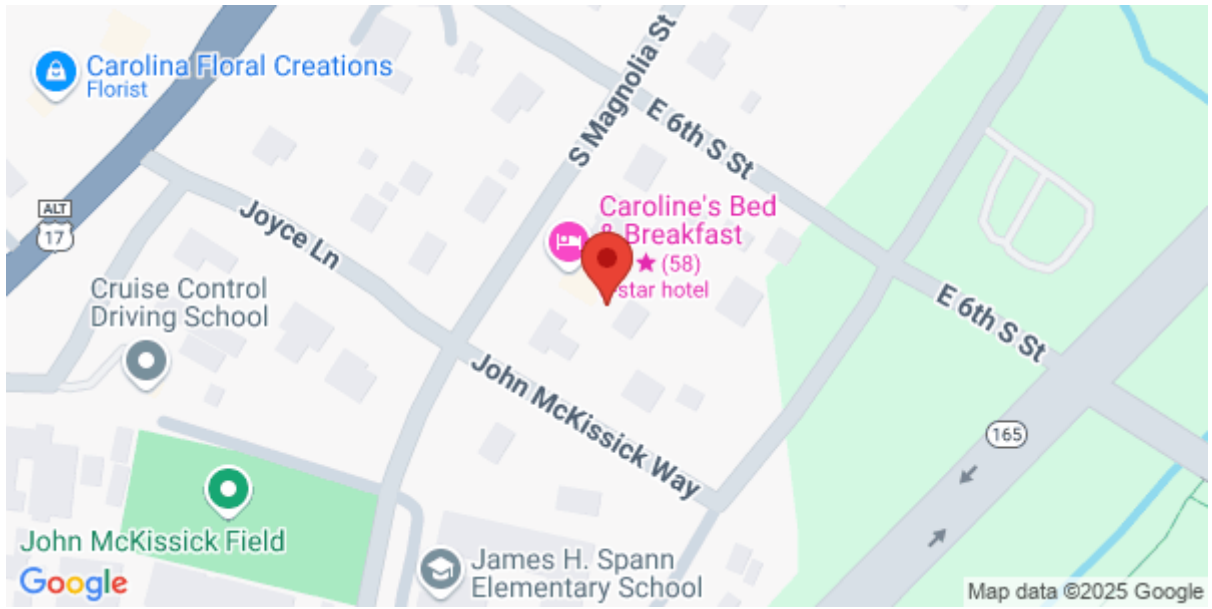 Carolina Floral Creations
Florist
S Magnolia St
E 6th S St
ALT
17
Joyce Ln
Caroline's Bed
& Breakfast
(58)
star hotel
Cruise Control
Driving School
E 6th S St
John McKissick Way
165
John McKissick Field
James H. Spann
Elementary School
Google
Map data ©2025 Google